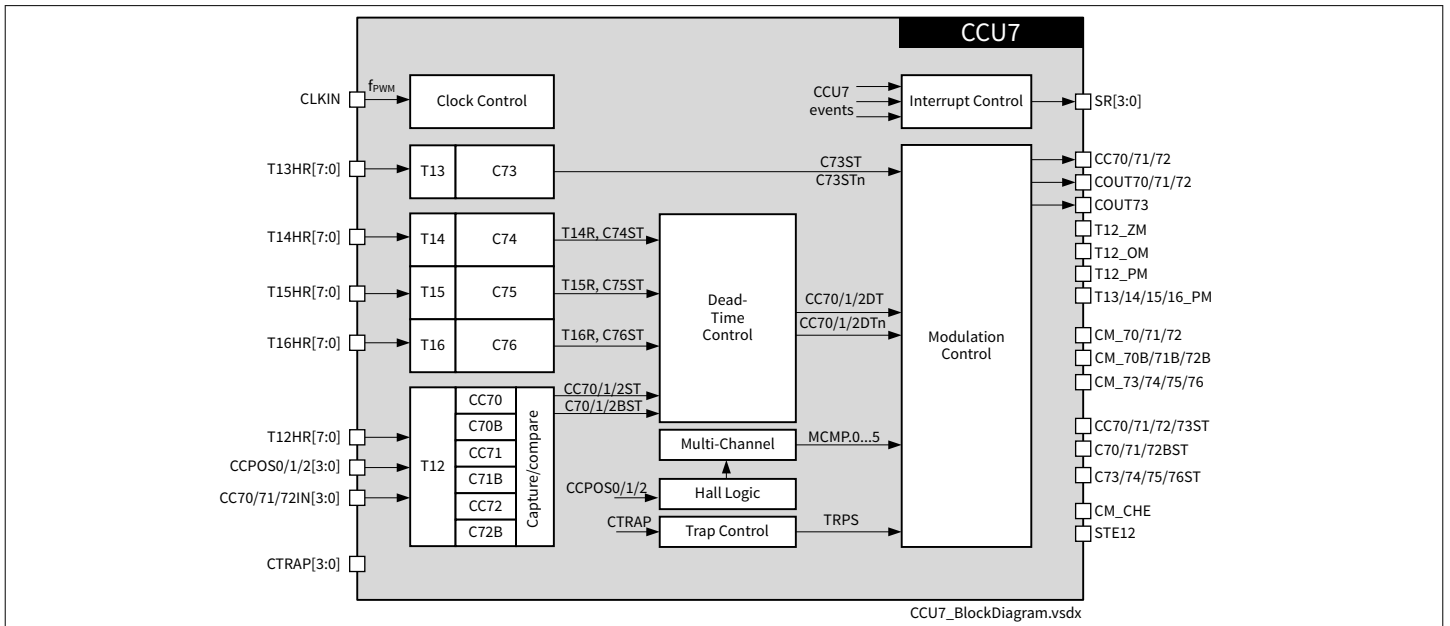 CCU7
CLKIN
fPWM
Clock Control
CCU7
events
Interrupt Control
SR[3:0]
T13HR[7:0]
T13
C73
C73ST
C73STn
T14HR[7:0]
T14
C74
T14R, C74ST
T15HR[7:0]
T15
C75
T15R, C75ST
T16HR[7:0]
T16
C76
T16R, C76ST
Dead-
Time
Control
CC70/1/2DT
CC70/1/2DTn
Modulation
Control
T12HR[7:0]
CCPOS0/1/2[3:0]
CC70/71/72IN[3:0]
T12
CC70
C70B
CC71
C71B
CC72
C72B
Capture/compare
CC70/1/2ST
C70/1/2BST
Multi-Channel
MCMP.0...5
CCPOS0/1/2
Hall Logic
CTRAP
Trap Control
TRPS
CTRAP[3:0]
CC70/71/72
COUT70/71/72
COUT73
T12_ZM
T12_OM
T12_PM
T13/14/15/16_PM
CM_70/71/72
CM_70B/71B/72B
CM_73/74/75/76
CC70/71/72/73ST
C70/71/72BST
C73/74/75/76ST
CM_CHE
STE12
CCU7_BlockDiagram.vsdx